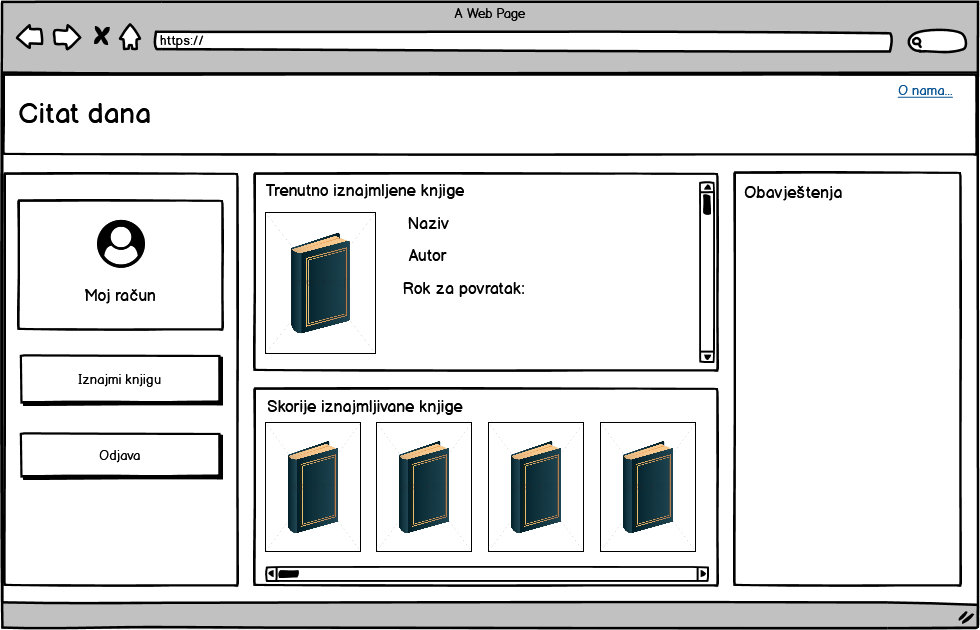 A Web Page
https://
O nama...
Citat dana
Moj račun
Iznajmi knjigu
Odjava
Trenutno iznajmljene knjige
Naziv
Autor
Rok za povratak:
Skorije iznajmljivane knjige
Obavještenja